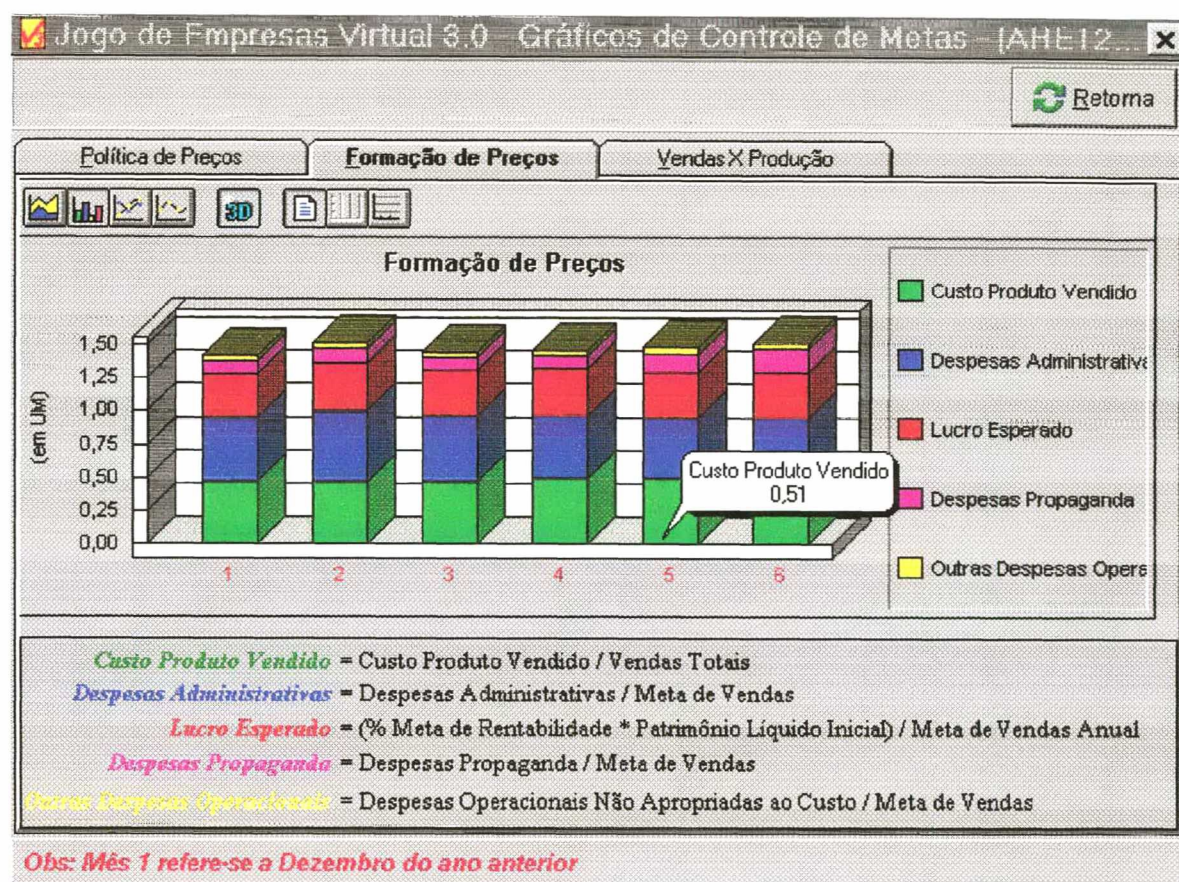 Jogo de Empresas Virtual 3.0 - Gráficos de Controle de Metas - [AHE12...
Retorna
Política de Preços
Formação de Preços
Vendas X Produção
3D
Formação de Preços
(em UM)
1,50
1,25
1,00
0,75
0,50
0,25
0,00
1 2 3 4 5 6
Custo Produto Vendido
0,51
Custo Produto Vendido
Despesas Administrativa
Lucro Esperado
Despesas Propaganda
Outras Despesas Opera
Custo Produto Vendido = Custo Produto Vendido / Vendas Totais
Despesas Administrativas = Despesas Administrativas / Meta de Vendas
Lucro Esperado = (% Meta de Rentabilidade * Patrimônio Líquido Inicial) / Meta de Vendas Anual
Despesas Propaganda = Despesas Propaganda / Meta de Vendas
Outras Despesas Operacionais = Despesas Operacionais Não Apropriadas ao Custo / Meta de Vendas
Obs: Mês 1 refere-se a Dezembro do ano anterior